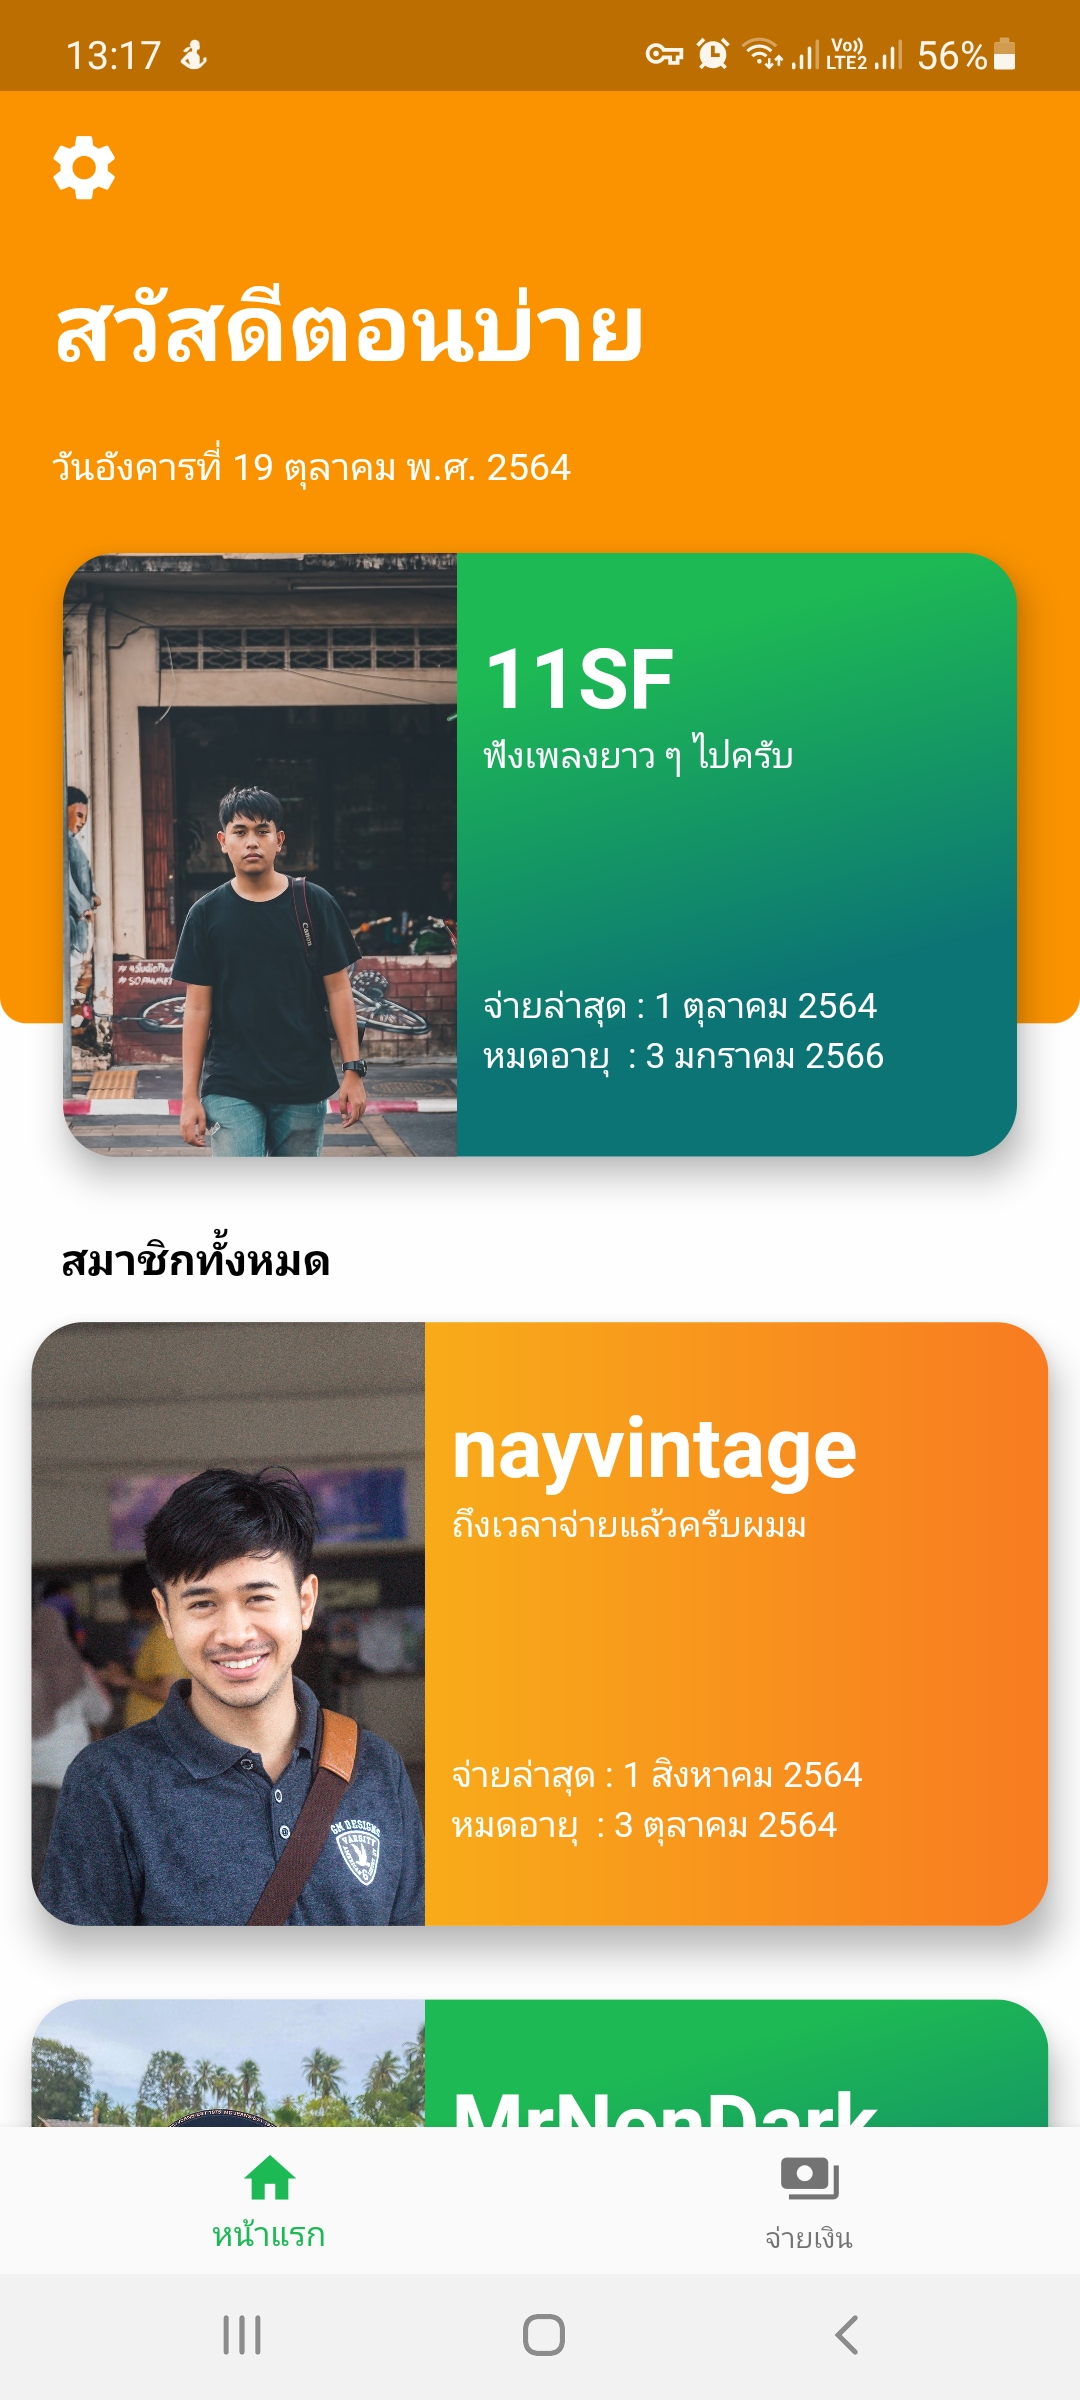 13:17
Vo))
LTE2
56%
สวัสดีตอนบ่าย
วันอังคารที่ 19 ตุลาคม พ.ศ. 2564
11SF
ฟังเพลงยาว ๆ ไปครับ
Canon
จ่ายล่าสุด : 1 ตุลาคม 2564
หมดอายุ : 3 มกราคม 2566
สมาชิกทั้งหมด
nayvintage
ถึงเวลาจ่ายแล้วครับผมม
GM DESIGNS
VARSITY
จ่ายล่าสุด : 1 สิงหาคม 2564
หมดอายุ : 3 ตุลาคม 2564
MrNonDark
หน้าแรก
จ่ายเงิน